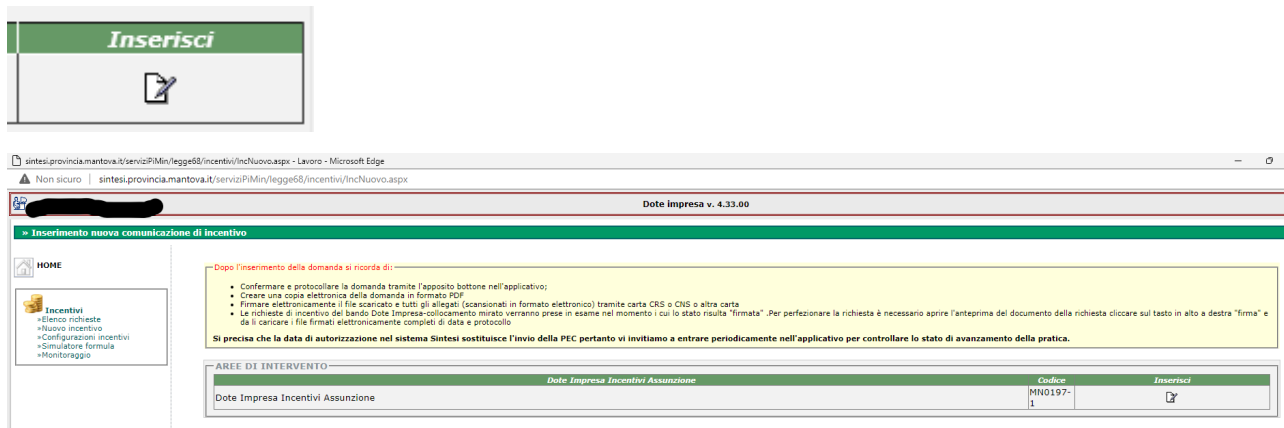 Inserisci
sintesi.provincia.mantova.it/serviziPiMin/legge68/incentivi/IncNuovo.aspx - Lavoro - Microsoft Edge
Non sicuro | sintesi.provincia.mantova.it/serviziPiMin/legge68/incentivi/IncNuovo.aspx
Dote impresa v. 4.33.00
» Inserimento nuova comunicazione di incentivo
HOME
Incentivi
»Elenco richieste
»Nuovo incentivo
»Configurazioni incentivi
»Simulatore formula
»Monitoraggio
Dopo l'inserimento della domanda si ricorda di:
• Confermare e protocollare la domanda tramite l'apposito bottone nell'applicativo;
• Creare una copia elettronica della domanda in formato PDF
• Firmare elettronicamente il file scaricato e tutti gli allegati (scansionati in formato elettronico) tramite carta CRS o CNS o altra carta
• Le richieste di incentivo del bando Dote Impresa-collocamento mirato verranno prese in esame nel momento i cui lo stato risulta "firmata" .Per perfezionare la richiesta è necessario aprire l'anteprima del documento della richiesta cliccare sul tasto in alto a destra "firma" e
da li caricare i file firmati elettronicamente completi di data e protocollo
Si precisa che la data di autorizzazione nel sistema Sintesi sostituisce l'invio della PEC pertanto vi invitiamo a entrare periodicamente nell'applicativo per controllare lo stato di avanzamento della pratica.
AREE DI INTERVENTO
Dote Impresa Incentivi Assunzione Codice Inserisci
Dote Impresa Incentivi Assunzione MN0197-
1